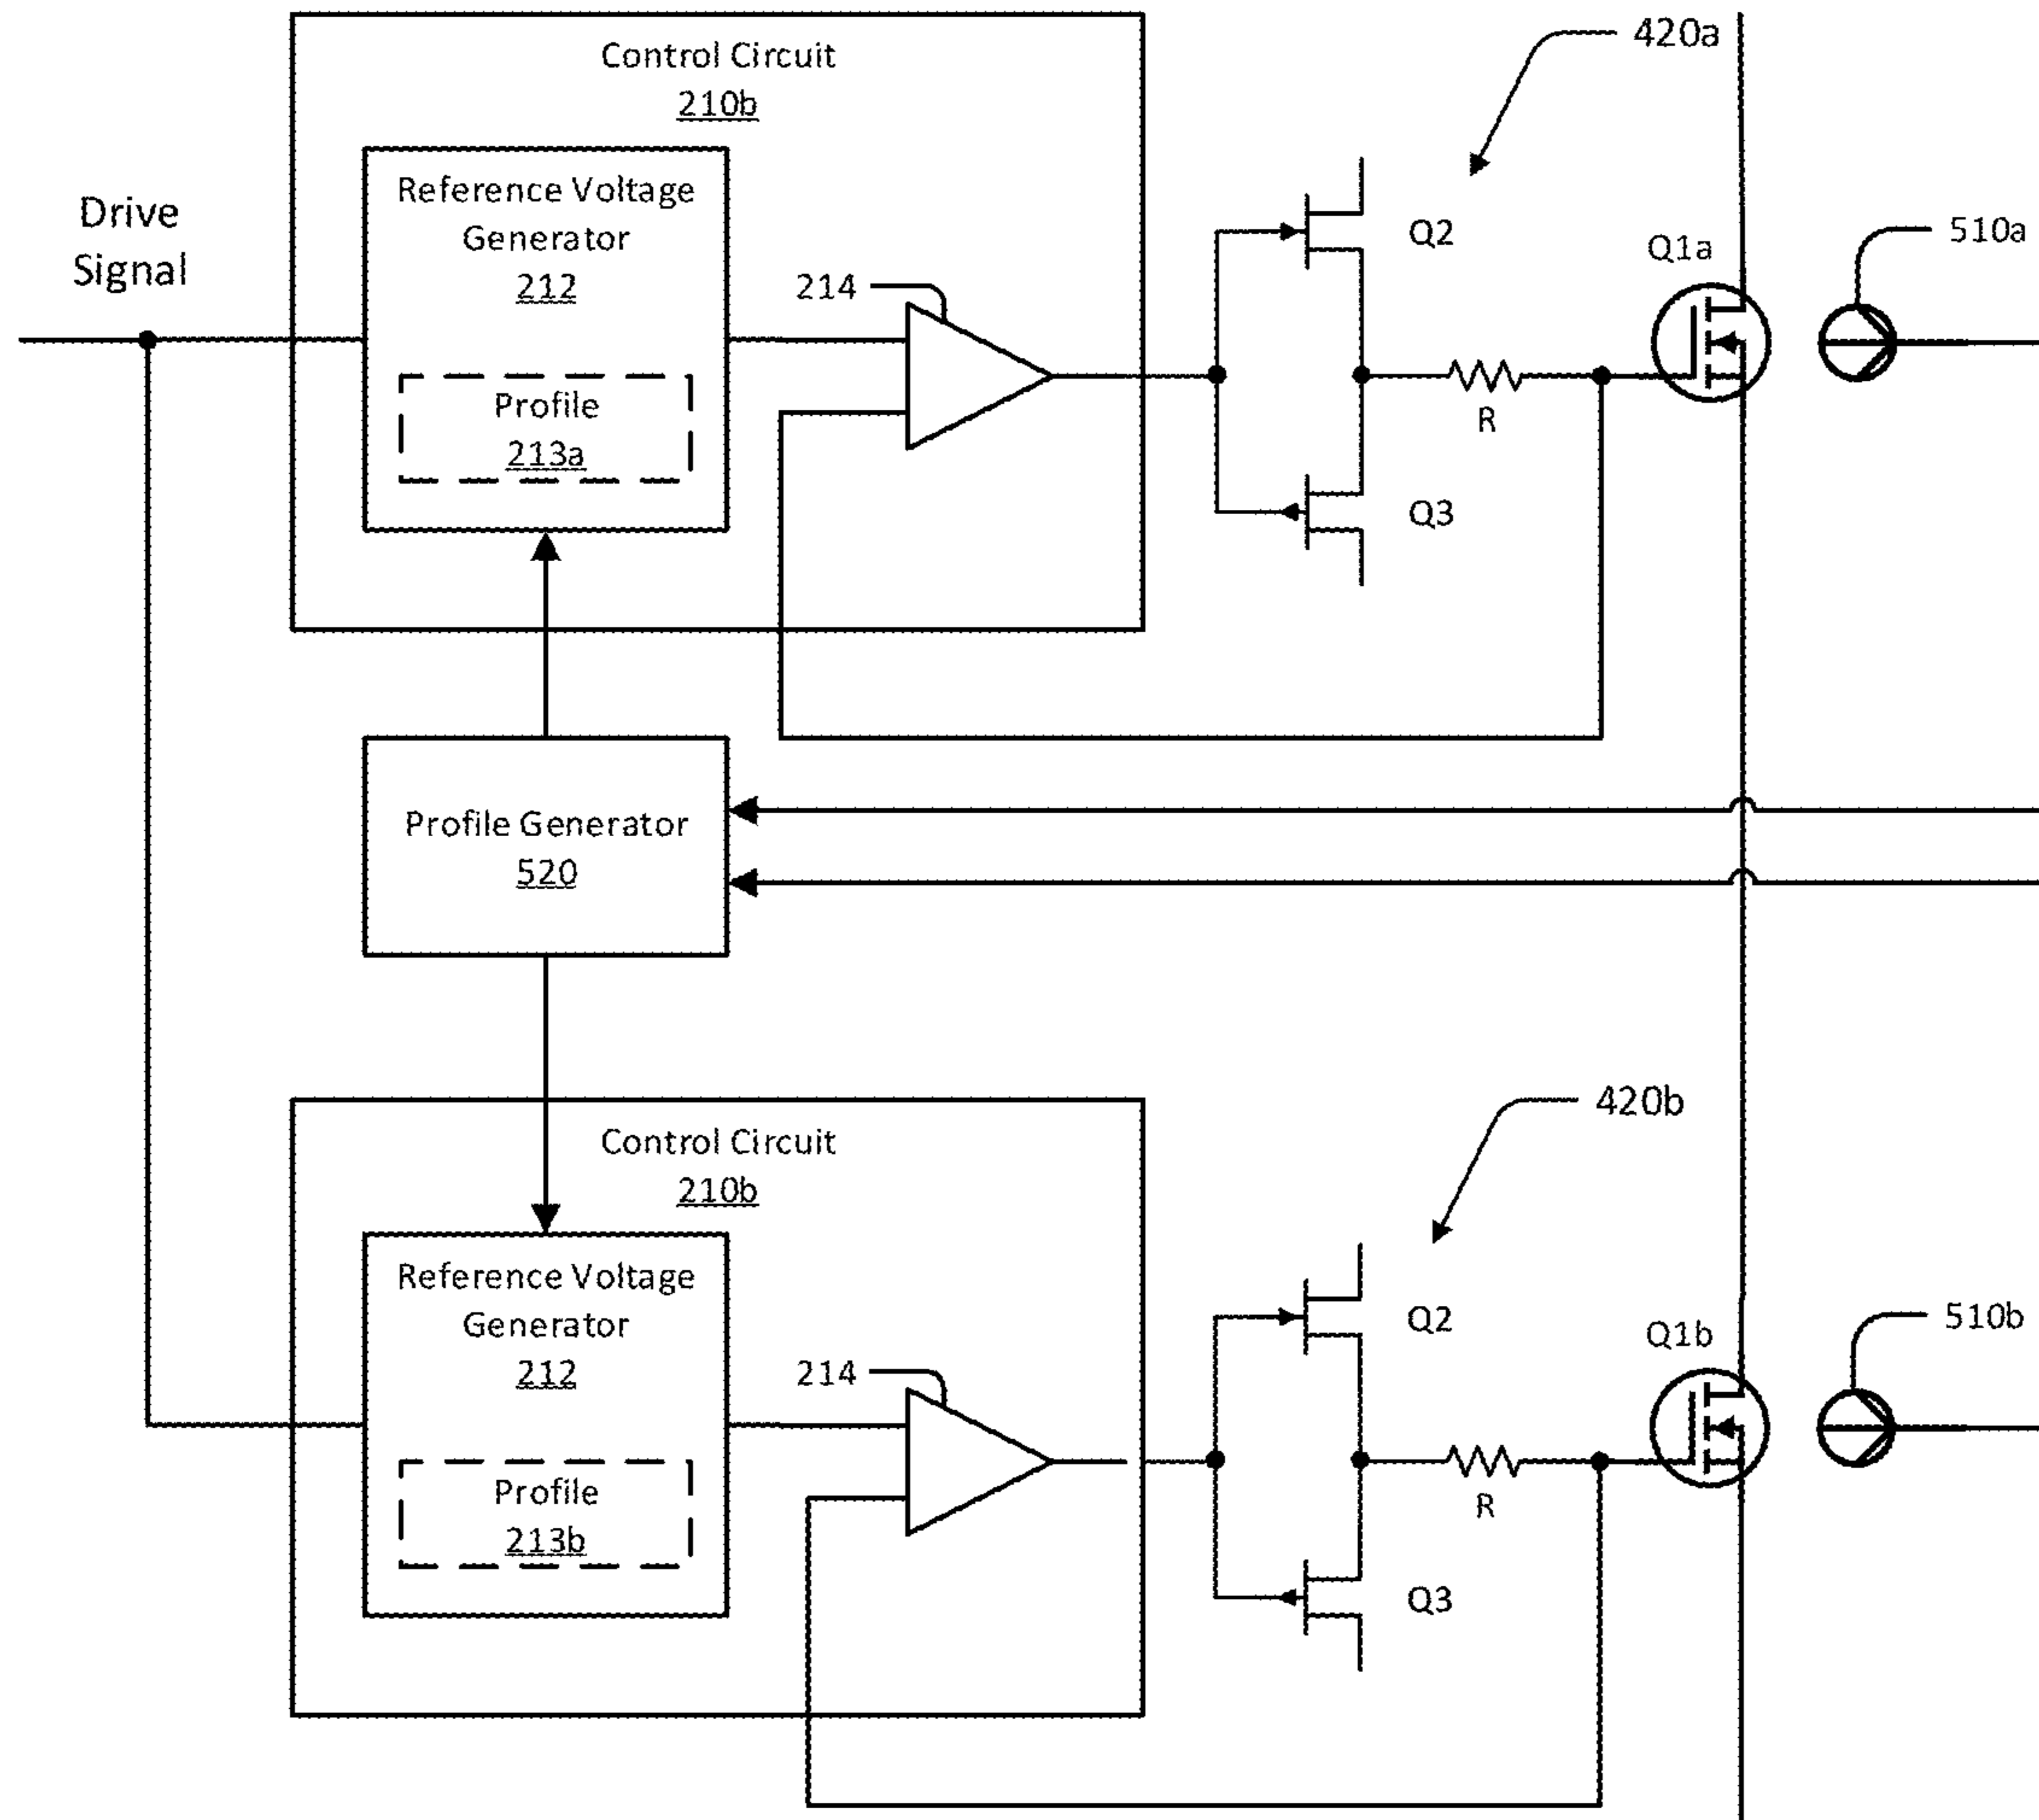 Control Circuit
210b
420a
Drive
Signal
Reference Voltage
Generator
212
Profile
213a
214
Q2
Q3
R
Q1a
510a
Profile Generator
520
Control Circuit
210b
420b
Reference Voltage
Generator
212
Profile
213b
214
Q2
Q3
R
Q1b
510b